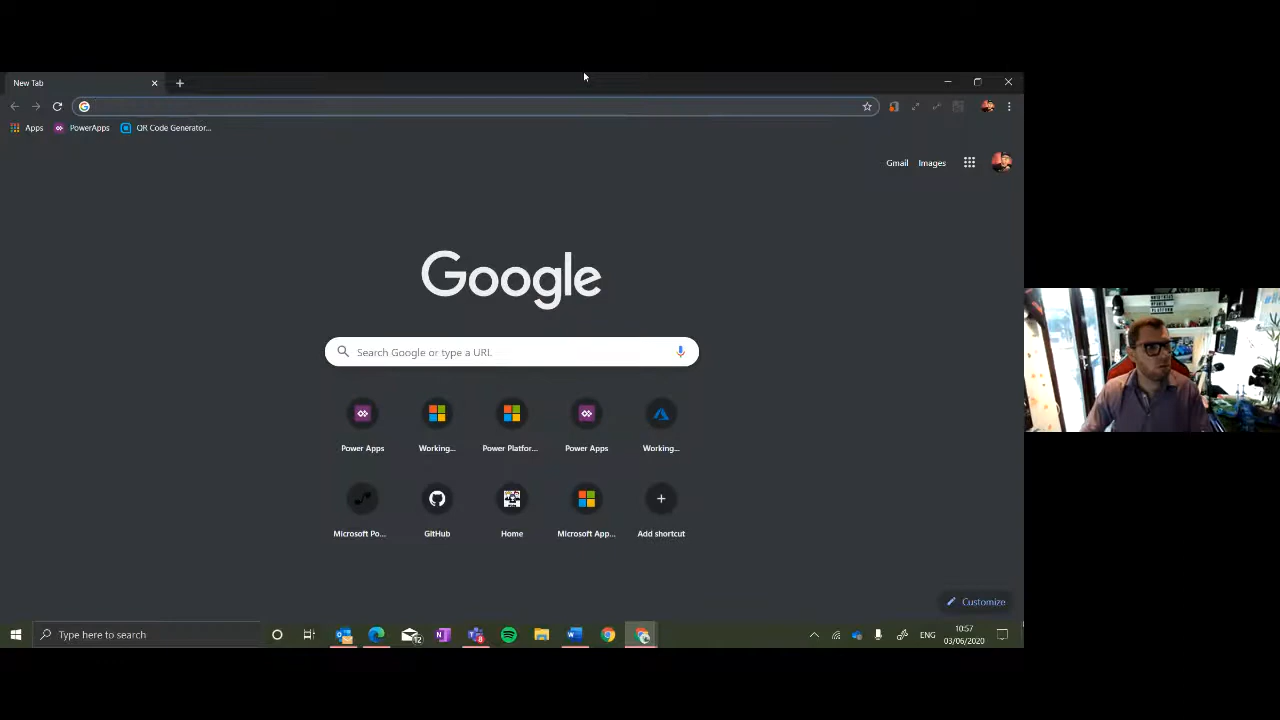 New Tab
Apps
PowerApps
QR Code Generator...
Gmail
Images
Google
Search Google or type a URL
Power Apps
Working...
Power Platfor...
Power Apps
Working...
Microsoft Po...
GitHub
Home
Microsoft App...
Add shortcut
Customize
Type here to search
12
8
ENG
10:57
03/06/2020